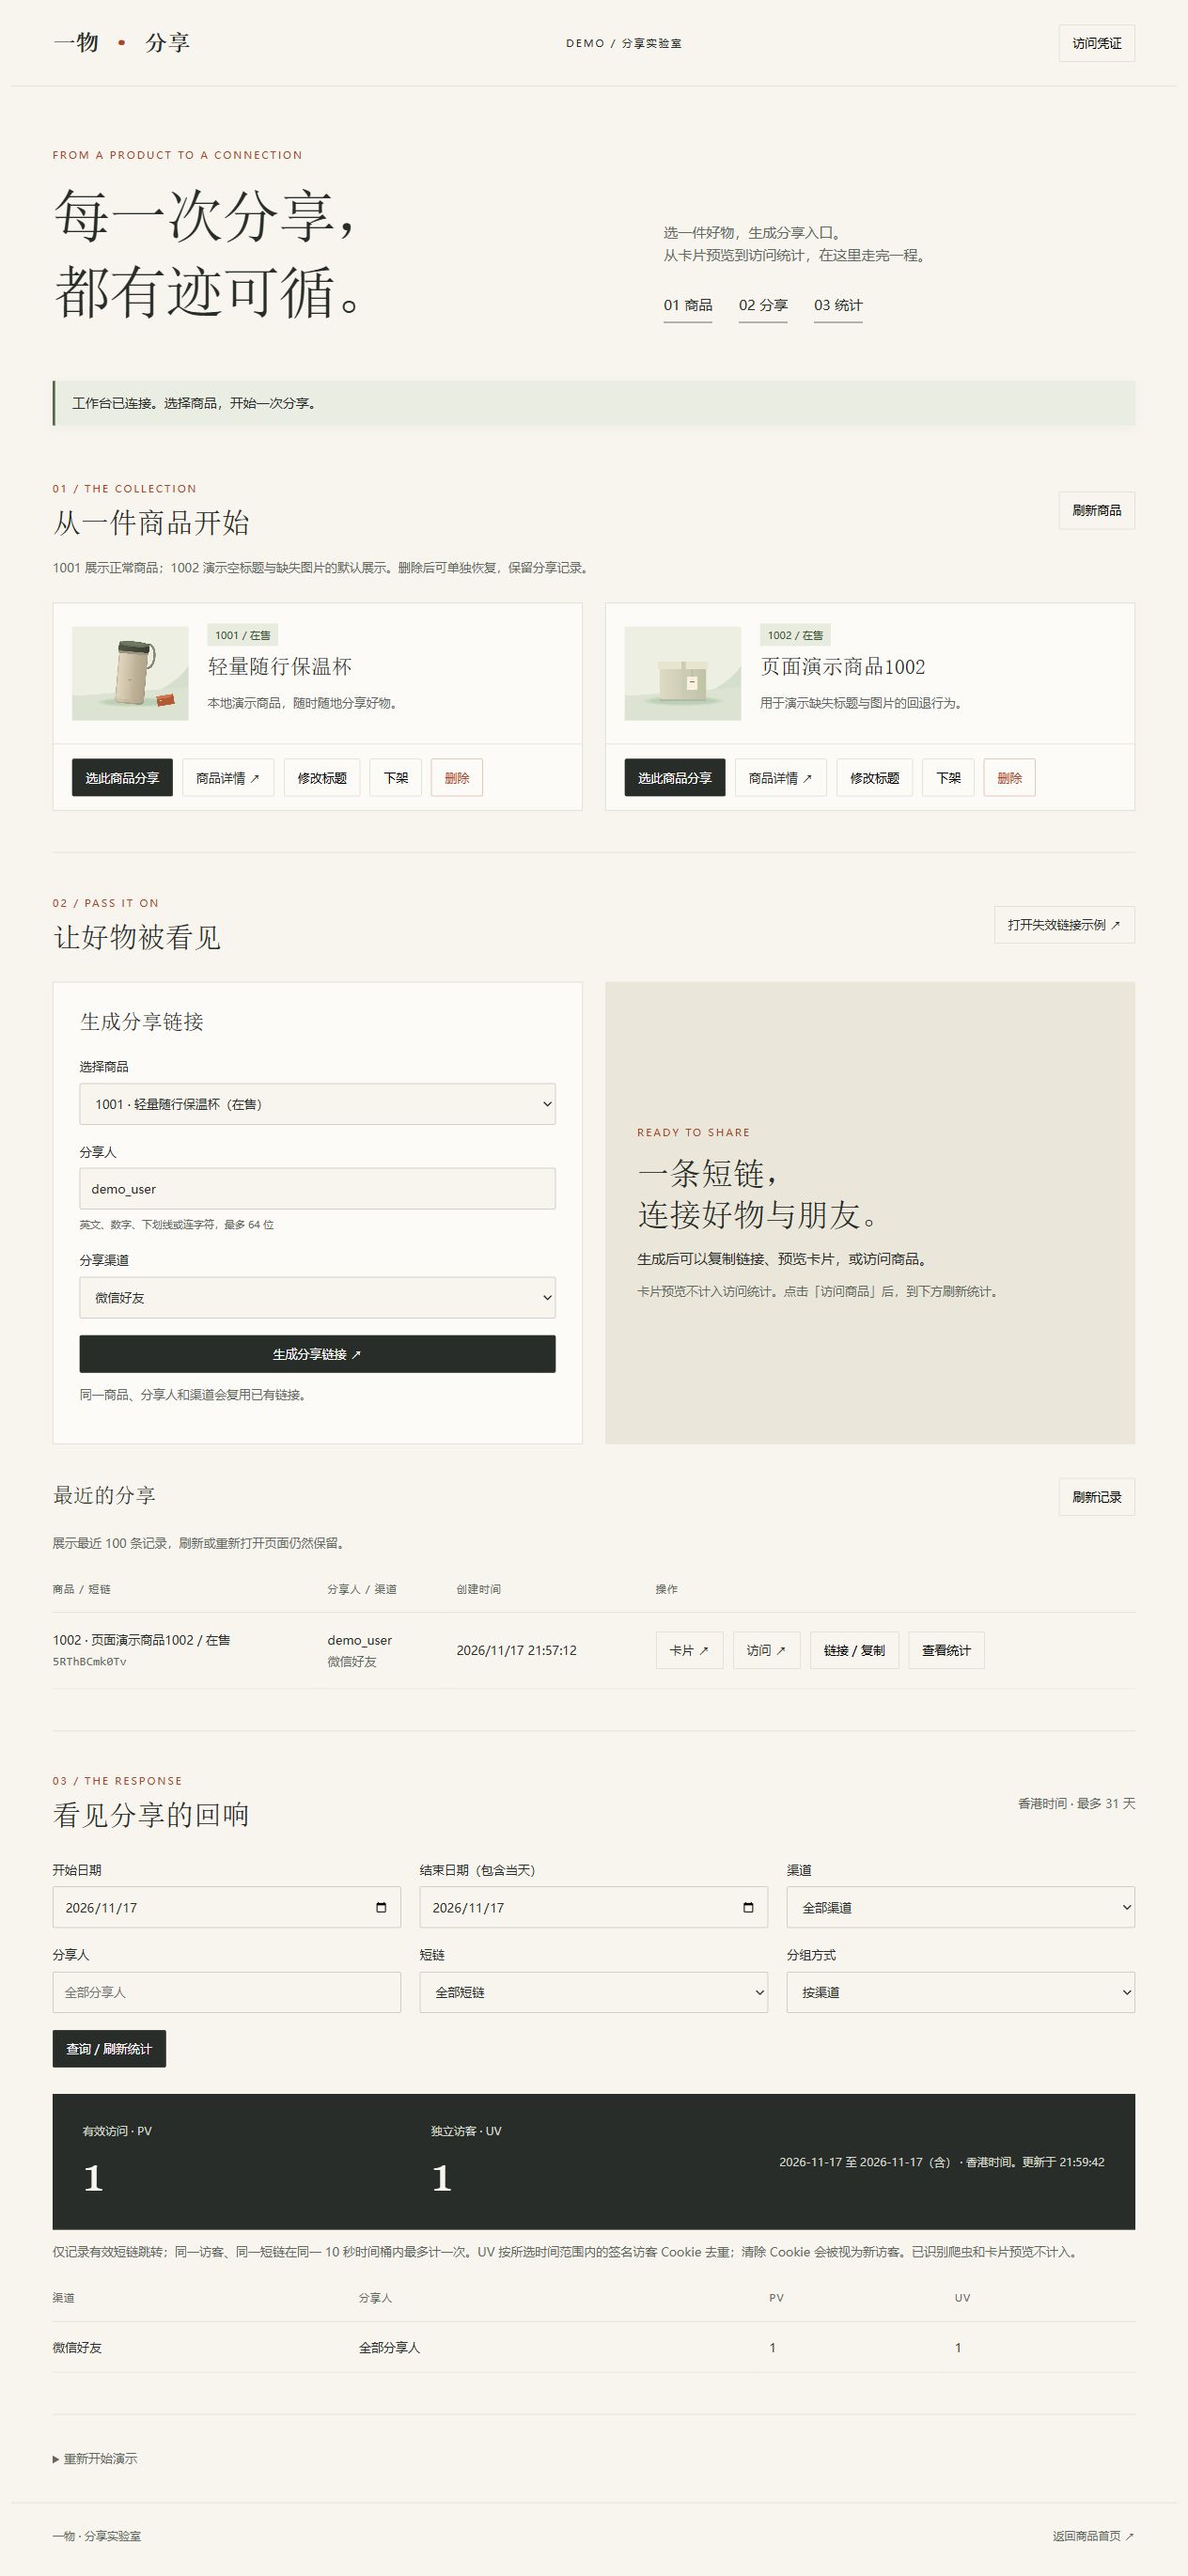 一物 • 分享
DEMO / 分享实验室
访问凭证
FROM A PRODUCT TO A CONNECTION
每一次分享，
都有迹可循。
选一件好物，生成分享入口。
从卡片预览到访问统计，在这里走完一程。
01 商品 02 分享 03 统计
工作台已连接。选择商品，开始一次分享。
01 / THE COLLECTION
从一件商品开始
刷新商品
1001 展示正常商品；1002 演示空标题与缺失图片的默认展示。删除后可单独恢复，保留分享记录。
1001 / 在售
轻量随行保温杯
本地演示商品，随时随地分享好物。
选此商品分享 商品详情 ↗ 修改标题 下架 删除
1002 / 在售
页面演示商品1002
用于演示缺失标题与图片的回退行为。
选此商品分享 商品详情 ↗ 修改标题 下架 删除
02 / PASS IT ON
让好物被看见
打开失效链接示例 ↗
生成分享链接
选择商品
1001 · 轻量随行保温杯（在售）
分享人
demo_user
英文、数字、下划线或连字符，最多 64 位
分享渠道
微信好友
生成分享链接 ↗
同一商品、分享人和渠道会复用已有链接。
READY TO SHARE
一条短链，
连接好物与朋友。
生成后可以复制链接、预览卡片，或访问商品。
卡片预览不计入访问统计。点击「访问商品」后，到下方刷新统计。
最近的分享
刷新记录
展示最近 100 条记录，刷新或重新打开页面仍然保留。
商品 / 短链 分享人 / 渠道 创建时间 操作
1002 · 页面演示商品1002 / 在售
5RThBCmk0Tv
demo_user
微信好友
2026/11/17 21:57:12
卡片 ↗ 访问 ↗ 链接 / 复制 查看统计
03 / THE RESPONSE
看见分享的回响
香港时间 · 最多 31 天
开始日期 结束日期（包含当天） 渠道
2026/11/17 2026/11/17 全部渠道
分享人 短链 分组方式
全部分享人 全部短链 按渠道
查询 / 刷新统计
有效访问 · PV
1
独立访客 · UV
1
2026-11-17 至 2026-11-17（含） · 香港时间。更新于 21:59:42
仅记录有效短链跳转；同一访客、同一短链在同一 10 秒时间桶内最多计一次。UV 按所选时间范围内的签名访客 Cookie 去重；清除 Cookie 会被视为新访客。已识别爬虫和卡片预览不计入。
渠道 分享人 PV UV
微信好友 全部分享人 1 1
▶ 重新开始演示
一物 · 分享实验室
返回商品首页 ↗